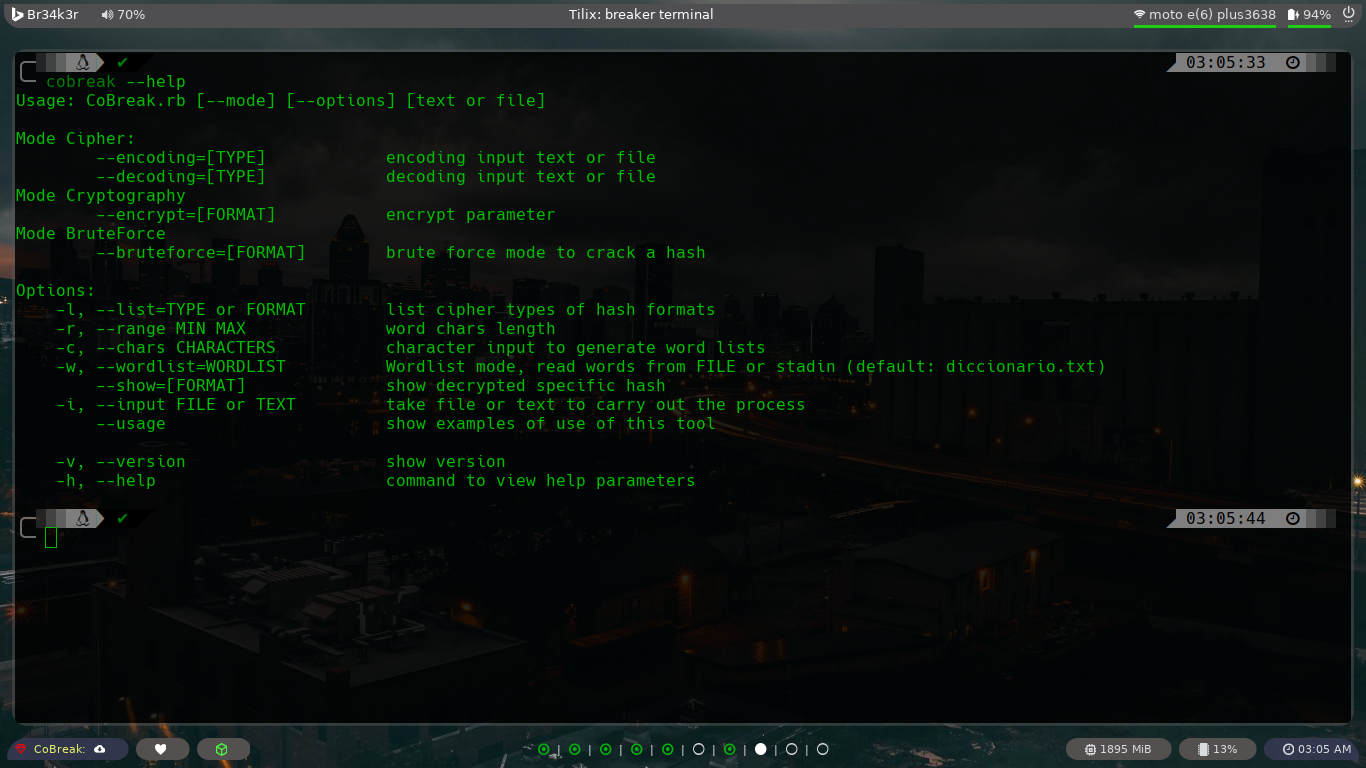 Br34k3r 70% Tilix: breaker terminal moto e(6) plus3638 94%
03:05:33
cobreak --help
Usage: CoBreak.rb [--mode] [--options] [text or file]
Mode Cipher:
--encoding=[TYPE] encoding input text or file
--decoding=[TYPE] decoding input text or file
Mode Cryptography
--encrypt=[FORMAT] encrypt parameter
Mode BruteForce
--bruteforce=[FORMAT] brute force mode to crack a hash
Options:
-l, --list=TYPE or FORMAT list cipher types of hash formats
-r, --range MIN MAX word chars length
-c, --chars CHARACTERS character input to generate word lists
-w, --wordlist=WORDLIST Wordlist mode, read words from FILE or stadin (default: diccionario.txt)
--show=[FORMAT] show decrypted specific hash
-i, --input FILE or TEXT take file or text to carry out the process
--usage show examples of use of this tool
-v, --version show version
-h, --help command to view help parameters
03:05:44
CoBreak: 1895 MiB 13% 03:05 AM